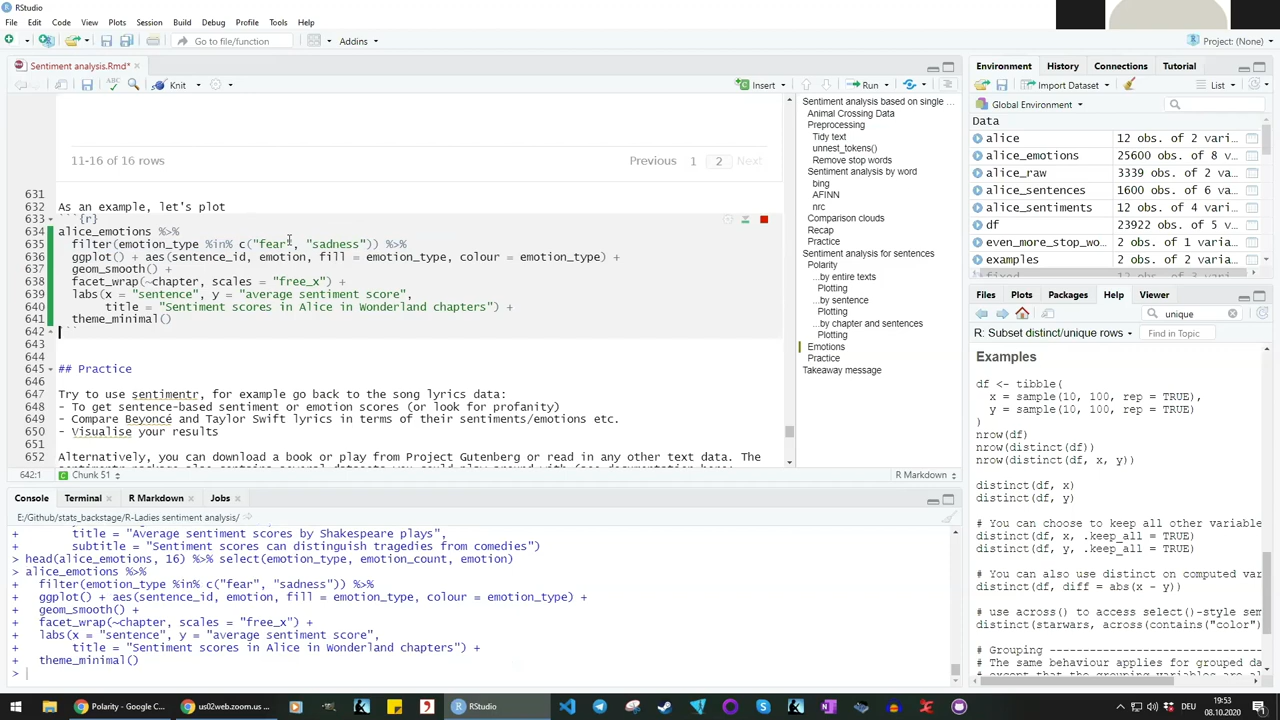 RStudio
File Edit Code View Plots Session Build Debug Profile Tools Help
Go to file/function Addins Project: (None)
Sentiment analysis.Rmd*
Knit Insert Run
11-16 of 16 rows Previous 1 2 Next
631
632 As an example, let's plot
633 ```{r}
634 alice_emotions %>%
635 filter(emotion_type %in% c("fear", "sadness")) %>%
636 ggplot() + aes(sentence_id, emotion, fill = emotion_type, colour = emotion_type) +
637 geom_smooth() +
638 facet_wrap(~chapter, scales = "free_x") +
639 labs(x = "sentence", y = "average sentiment score",
640 title = "Sentiment scores in Alice in Wonderland chapters") +
641 theme_minimal()
642 ```
643
644
645 ## Practice
646
647 Try to use sentimentr, for example go back to the song lyrics data:
648 - To get sentence-based sentiment or emotion scores (or look for profanity)
649 - Compare Beyoncé and Taylor Swift lyrics in terms of their sentiments/emotions etc.
650 - Visualise your results
651
652 Alternatively, you can download a book or play from Project Gutenberg or read in any other text data. The
642:1 Chunk 51 R Markdown
Sentiment analysis based on single ...
Animal Crossing Data
Preprocessing
Tidy text
unnest_tokens()
Remove stop words
Sentiment analysis by word
bing
AFINN
nrc
Comparison clouds
Recap
Practice
Sentiment analysis for sentences
Polarity
...by entire texts
Plotting
...by sentence
Plotting
...by chapter and sentences
Plotting
Emotions
Practice
Takeaway message
Console Terminal R Markdown Jobs
E:/Github/stats_backstage/R-Ladies sentiment analysis/
+ title = "Average sentiment scores by Shakespeare plays",
+ subtitle = "Sentiment scores can distinguish tragedies from comedies")
> head(alice_emotions, 16) %>% select(emotion_type, emotion_count, emotion)
> alice_emotions %>%
+ filter(emotion_type %in% c("fear", "sadness")) %>%
+ ggplot() + aes(sentence_id, emotion, fill = emotion_type, colour = emotion_type) +
+ geom_smooth() +
+ facet_wrap(~chapter, scales = "free_x") +
+ labs(x = "sentence", y = "average sentiment score",
+ title = "Sentiment scores in Alice in Wonderland chapters") +
+ theme_minimal()
>
Environment History Connections Tutorial
Import Dataset List
Global Environment
Data
alice 12 obs. of 2 vari...
alice_emotions 25600 obs. of 8 v...
alice_raw 3339 obs. of 2 va...
alice_sentences 1600 obs. of 6 va...
alice_sentiments 12 obs. of 4 vari...
df 23922 obs. of 5 v...
even_more_stop_wo... 2 obs. of 1 varia...
examples 2 obs. of 2 varia...
Files Plots Packages Help Viewer
unique
R: Subset distinct/unique rows Find in Topic
Examples
df <- tibble(
x = sample(10, 100, rep = TRUE),
y = sample(10, 100, rep = TRUE)
)
nrow(df)
nrow(distinct(df))
nrow(distinct(df, x, y))
distinct(df, x)
distinct(df, y)
# You can choose to keep all other variable
distinct(df, x, .keep_all = TRUE)
distinct(df, y, .keep_all = TRUE)
# You can also use distinct on computed var
distinct(df, diff = abs(x - y))
# use across() to access select()-style sem
distinct(starwars, across(contains("color")
# Grouping
# The same behaviour applies for grouped da
Polarity - Google C... us02web.zoom.us ... RStudio DEU 19:53
08.10.2020